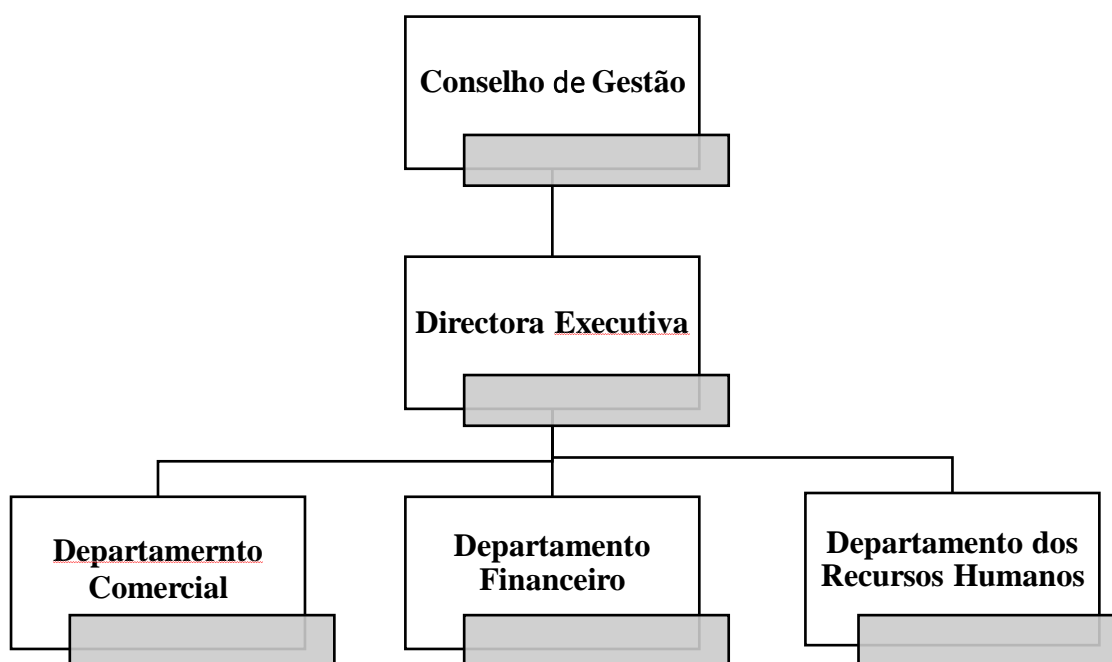 Conselho de Gestão
Directora Executiva
Departamernto
Comercial
Departamento
Financeiro
Departamento dos
Recursos Humanos